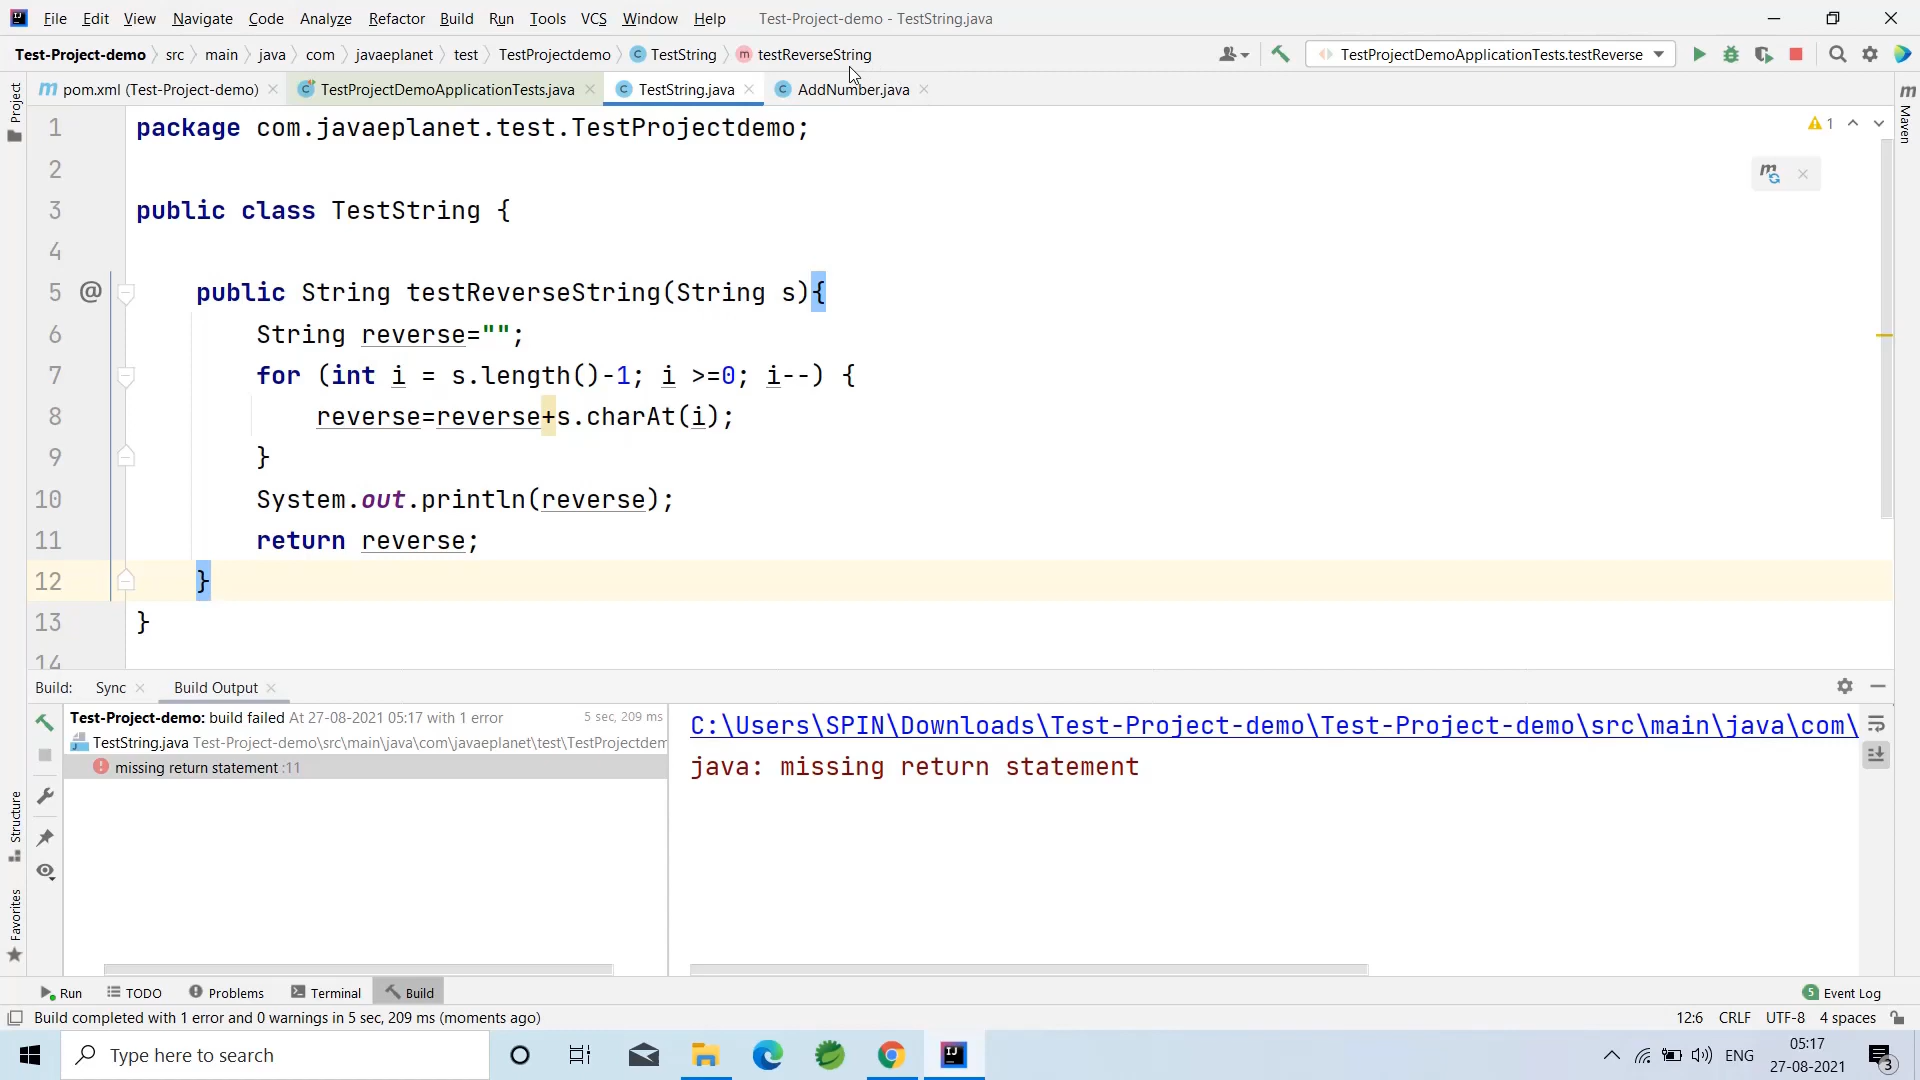 File Edit View Navigate Code Analyze Refactor Build Run Tools VCS Window Help Test-Project-demo - TestString.java
Test-Project-demo src main java com javaeplanet test TestProjectdemo C TestString m testReverseString TestProjectDemoApplicationTests.testReverse
m pom.xml (Test-Project-demo) C TestProjectDemoApplicationTests.java C TestString.java C AddNumber.java
Project
Maven
1 package com.javaeplanet.test.TestProjectdemo;
1
2
3 public class TestString {
4
5 @ public String testReverseString(String s){
6 String reverse="";
7 for (int i = s.length()-1; i >=0; i--) {
8 reverse=reverse+s.charAt(i);
9 }
10 System.out.println(reverse);
11 return reverse;
12 }
13 }
14
Build: Sync Build Output
Test-Project-demo: build failed At 27-08-2021 05:17 with 1 error 5 sec, 209 ms
TestString.java Test-Project-demo\src\main\java\com\javaeplanet\test\TestProjectdem
missing return statement :11
C:\Users\SPIN\Downloads\Test-Project-demo\Test-Project-demo\src\main\java\com\
java: missing return statement
Structure
Favorites
Run TODO Problems Terminal Build 5 Event Log
Build completed with 1 error and 0 warnings in 5 sec, 209 ms (moments ago) 12:6 CRLF UTF-8 4 spaces
Type here to search ENG 05:17
27-08-2021 3